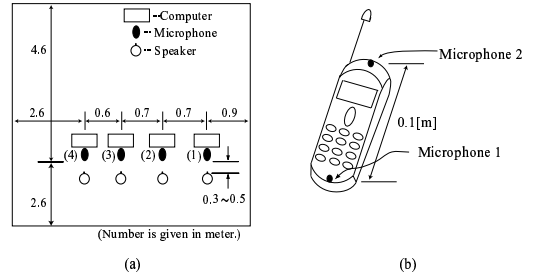 Computer
Microphone
Speaker
4.6
2.6
0.6
0.7
0.7
0.9
(4)
(3)
(2)
(1)
2.6
0.3~0.5
(Number is given in meter.)
(a)
Microphone 2
0.1[m]
Microphone 1
(b)